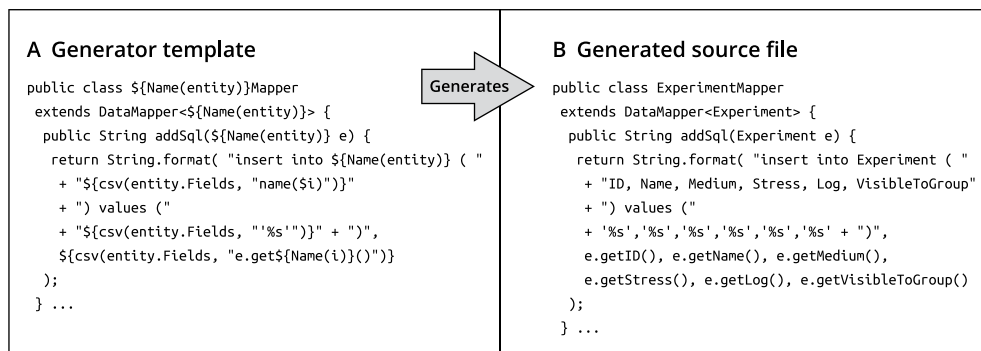 A Generator template
public class ${Name(entity)}Mapper
extends DataMapper<${Name(entity)}> {
public String addSql(${Name(entity)} e) {
return String.format( "insert into ${Name(entity)} ( "
+ "${csv(entity.Fields, "name($i)")}"
+ ") values ("
+ "${csv(entity.Fields, "'%s'")}" + ")",
${csv(entity.Fields, "e.get${Name(i)}()")}
);
} ...
Generates
B Generated source file
public class ExperimentMapper
extends DataMapper<Experiment> {
public String addSql(Experiment e) {
return String.format( "insert into Experiment ( "
+ "ID, Name, Medium, Stress, Log, VisibleToGroup"
+ ") values ("
+ '%s','%s','%s','%s','%s','%s' + ")",
e.getID(), e.getName(), e.getMedium(),
e.getStress(), e.getLog(), e.getVisibleToGroup()
);
} ...